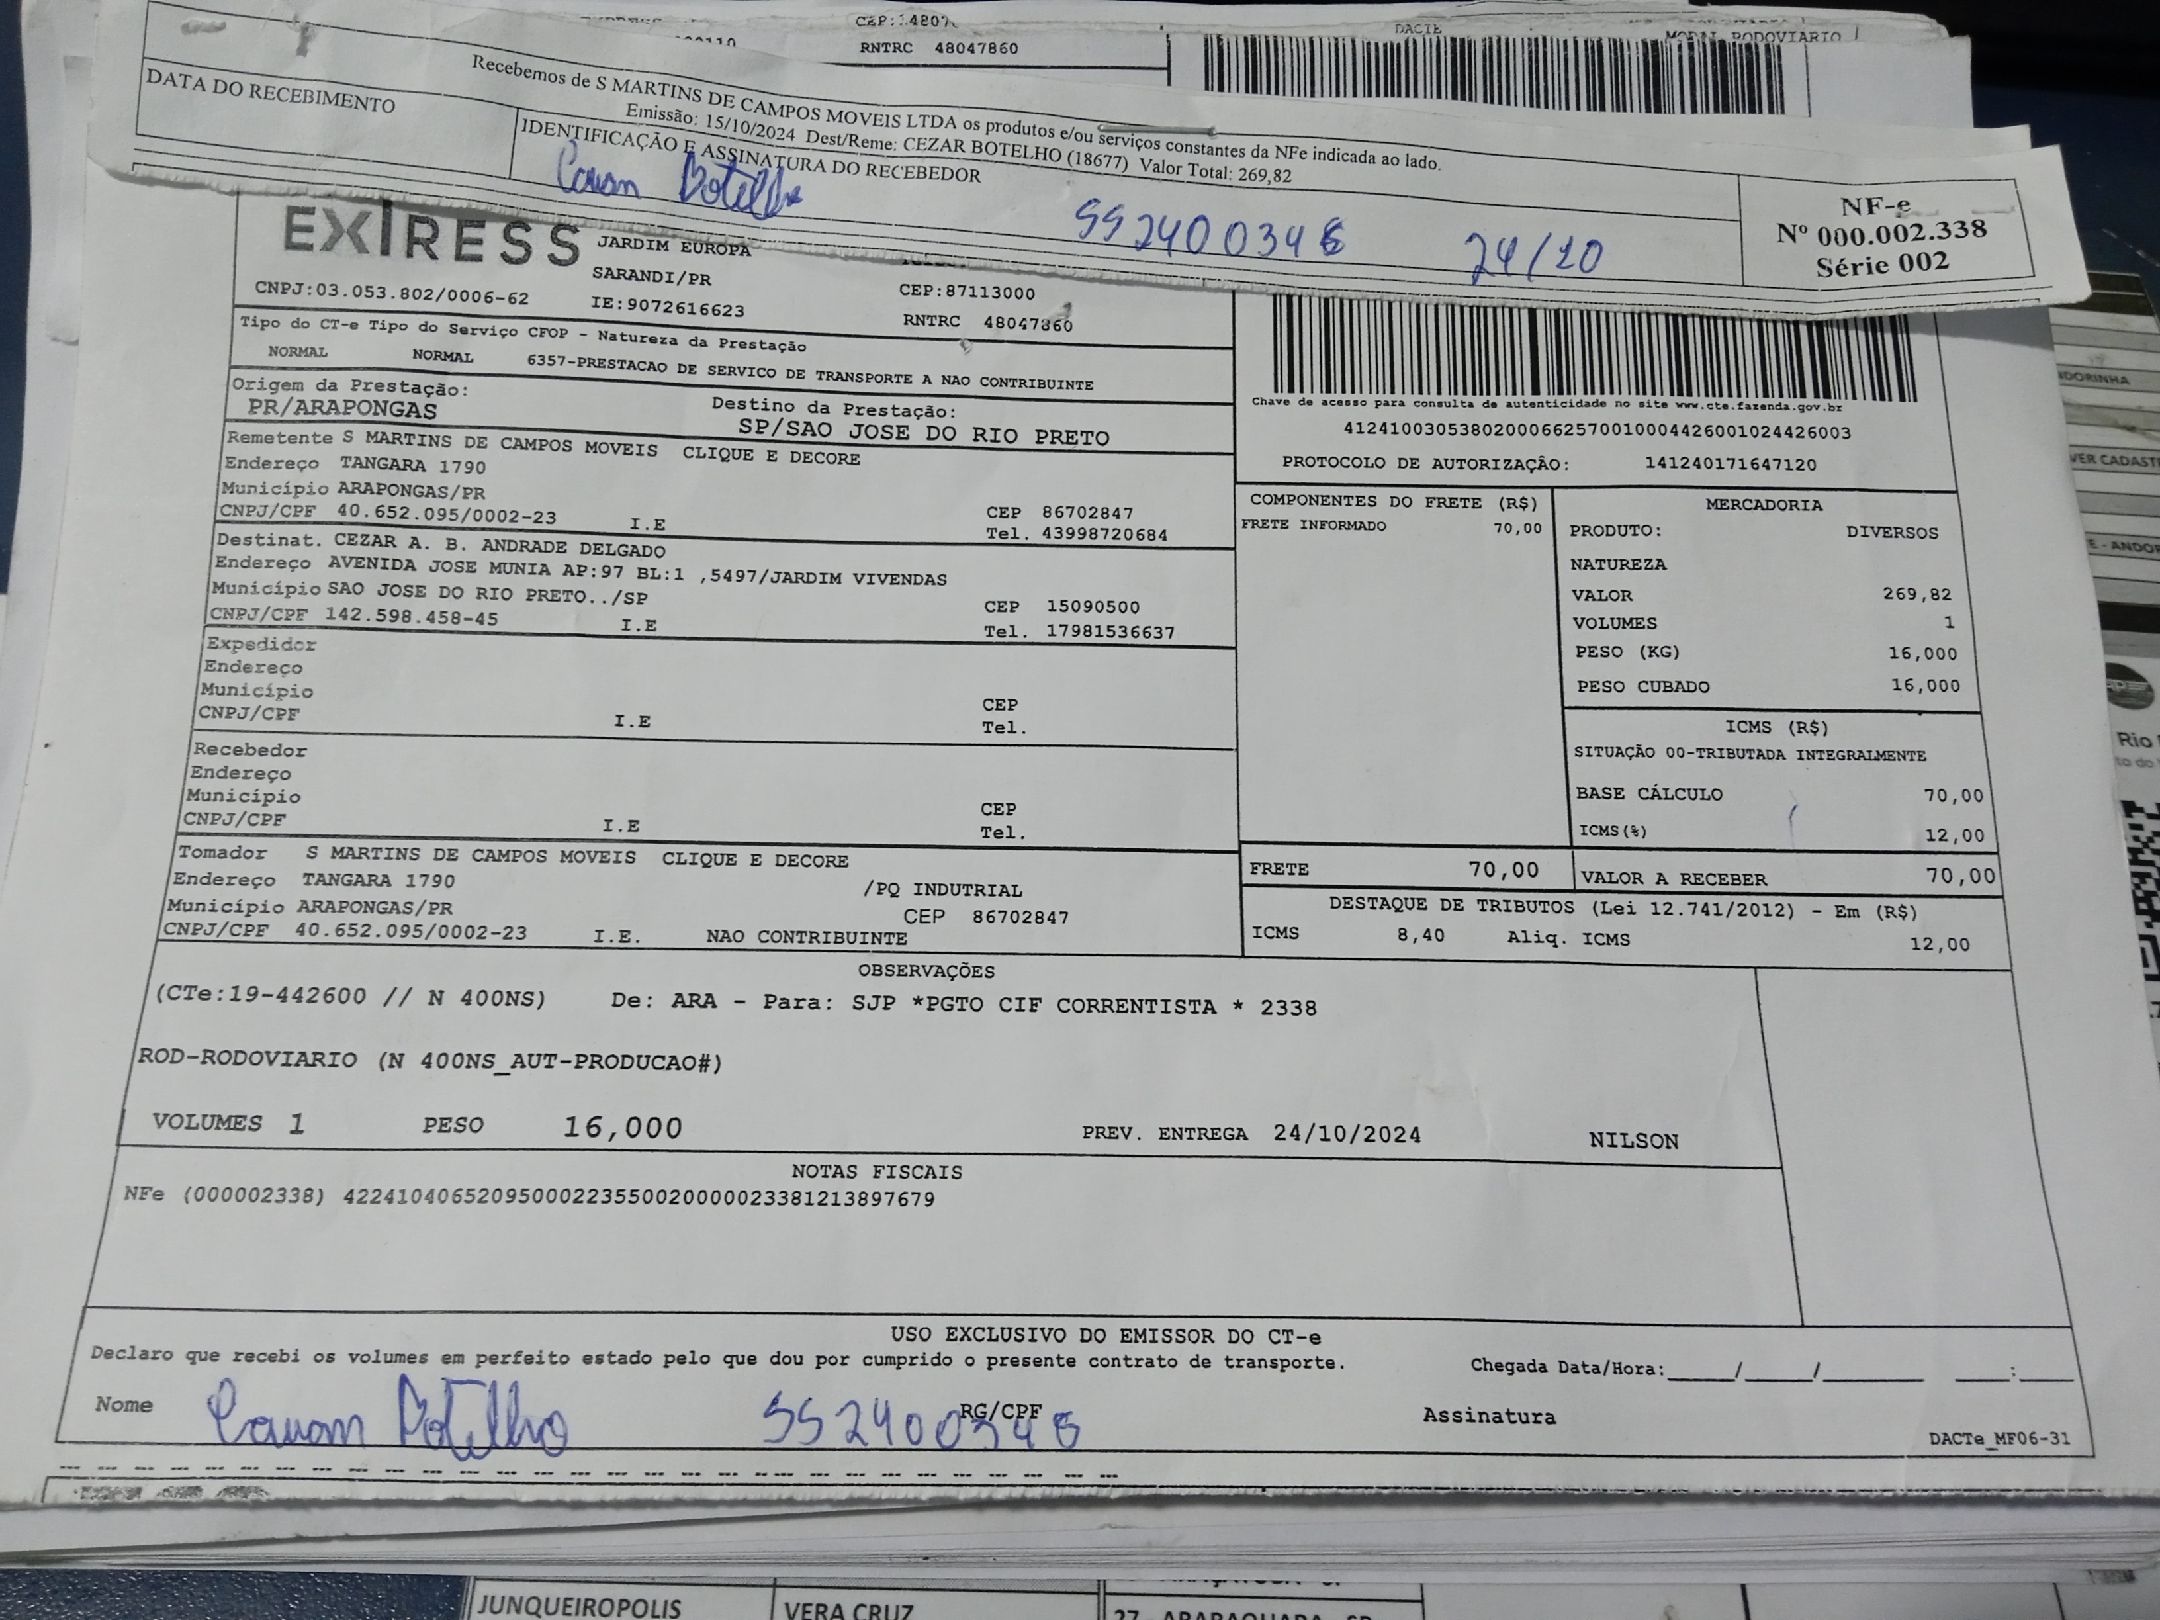 RNTRC 48047860
DACTE
MODAL RODOVIARIO
Recebemos de S MARTINS DE CAMPOS MOVEIS LTDA os produtos e/ou serviços constantes da NFe indicada ao lado.
Emissão: 15/10/2024 Dest/Reme: CEZAR BOTELHO (18677) Valor Total: 269,82
DATA DO RECEBIMENTO
IDENTIFICAÇÃO E ASSINATURA DO RECEBEDOR
Cauan Botelho 552400346 24/10
NF-e
Nº 000.002.338
Série 002
JARDIM EUROPA
SARANDI/PR
CEP:87113000
CNPJ:03.053.802/0006-62 IE:9072616623
RNTRC 48047860
Tipo do CT-e Tipo do Serviço CFOP - Natureza da Prestação
NORMAL NORMAL 6357-PRESTACAO DE SERVICO DE TRANSPORTE A NAO CONTRIBUINTE
Origem da Prestação: Destino da Prestação:
PR/ARAPONGAS SP/SAO JOSE DO RIO PRETO
Chave de acesso para consulta de autenticidade no site www.cte.fazenda.gov.br
41241003053802000662570010004426001024426003
PROTOCOLO DE AUTORIZAÇÃO: 141240171647120
Remetente S MARTINS DE CAMPOS MOVEIS CLIQUE E DECORE
Endereço TANGARA 1790
Município ARAPONGAS/PR CEP 86702847
CNPJ/CPF 40.652.095/0002-23 I.E Tel. 43998720684
Destinat. CEZAR A. B. ANDRADE DELGADO
Endereço AVENIDA JOSE MUNIA AP:97 BL:1 ,5497/JARDIM VIVENDAS
Município SAO JOSE DO RIO PRETO../SP CEP 15090500
CNPJ/CPF 142.598.458-45 I.E Tel. 17981536637
Expedidor
Endereço
Município CEP
CNPJ/CPF I.E Tel.
Recebedor
Endereço
Município CEP
CNPJ/CPF I.E Tel.
Tomador S MARTINS DE CAMPOS MOVEIS CLIQUE E DECORE
Endereço TANGARA 1790 /PQ INDUTRIAL
Município ARAPONGAS/PR CEP 86702847
CNPJ/CPF 40.652.095/0002-23 I.E. NAO CONTRIBUINTE
COMPONENTES DO FRETE (R$)
FRETE INFORMADO 70,00
MERCADORIA
PRODUTO: DIVERSOS
NATUREZA
VALOR 269,82
VOLUMES 1
PESO (KG) 16,000
PESO CUBADO 16,000
ICMS (R$)
SITUAÇÃO 00-TRIBUTADA INTEGRALMENTE
BASE CÁLCULO 70,00
ICMS(%) 12,00
FRETE 70,00 VALOR A RECEBER 70,00
DESTAQUE DE TRIBUTOS (Lei 12.741/2012) - Em (R$)
ICMS 8,40 Aliq. ICMS 12,00
OBSERVAÇÕES
(CTe:19-442600 // N 400NS) De: ARA - Para: SJP *PGTO CIF CORRENTISTA * 2338
ROD-RODOVIARIO (N 400NS_AUT-PRODUCAO#)
VOLUMES 1 PESO 16,000 PREV. ENTREGA 24/10/2024 NILSON
NOTAS FISCAIS
NFe (000002338) 42241040652095000223550020000023381213897679
USO EXCLUSIVO DO EMISSOR DO CT-e
Declaro que recebi os volumes em perfeito estado pelo que dou por cumprido o presente contrato de transporte. Chegada Data/Hora:____/____/______ ___:___
Nome Cauan Botelho RG/CPF 552400346 Assinatura
DACTe_MF06-31
JUNQUEIROPOLIS VERA CRUZ